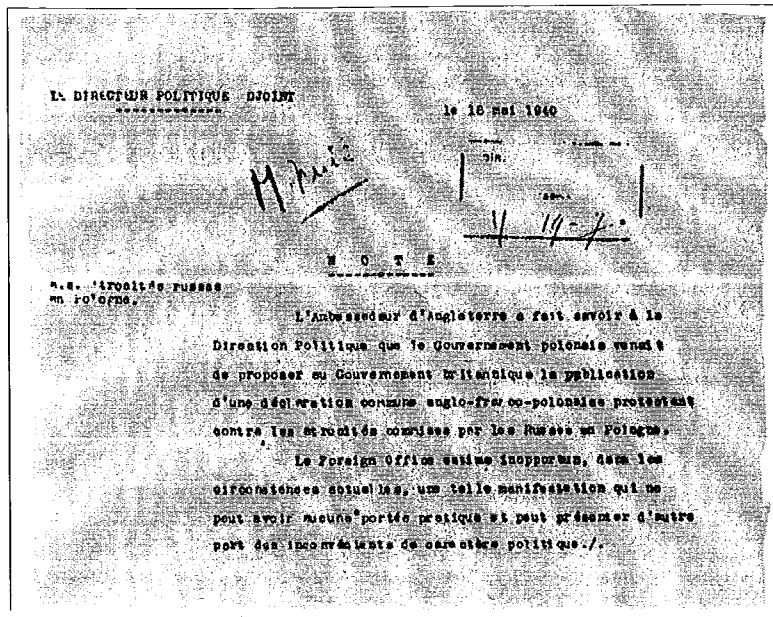 LE DIRECTEUR POLITIQUE DJOINT
le 18 mai 1940
M.
N O T E
a.s. Atrocités russes
en Pologne.
L'Ambassadeur d'Angleterre a fait savoir à la
Direction Politique que le Gouvernement polonais venait
de proposer au Gouvernement britannique la publication
d'une déclaration commune anglo-franco-polonaise protestant
contre les atrocités commises par les Russes en Pologne.
Le Foreign Office estime inopportun, dans les
circonstances actuelles, une telle manifestation qui ne
peut avoir aucune portée pratique et peut présenter d'autre
part des inconvénients de caractère politique./.